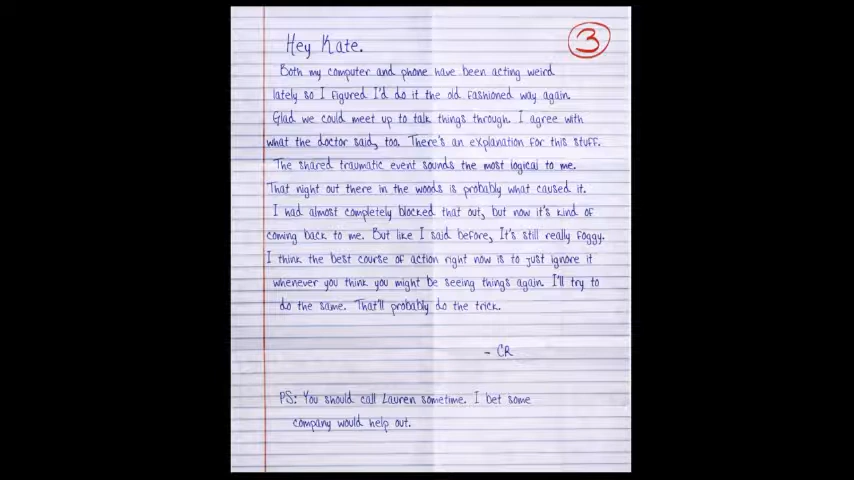 3
Hey Kate.
Both my computer and phone have been acting weird
lately so I figured I'd do it the old fashioned way again.
Glad we could meet up to talk things through. I agree with
what the doctor said, too. There's an explanation for this stuff.
The shared traumatic event sounds the most logical to me.
That night out there in the woods is probably what caused it.
I had almost completely blocked that out, but now it's kind of
coming back to me. But like I said before, It's still really foggy.
I think the best course of action right now is to just ignore it
whenever you think you might be seeing things again. I'll try to
do the same. That'll probably do the trick.
- CR
PS: You should call Lauren sometime. I bet some
company would help out.